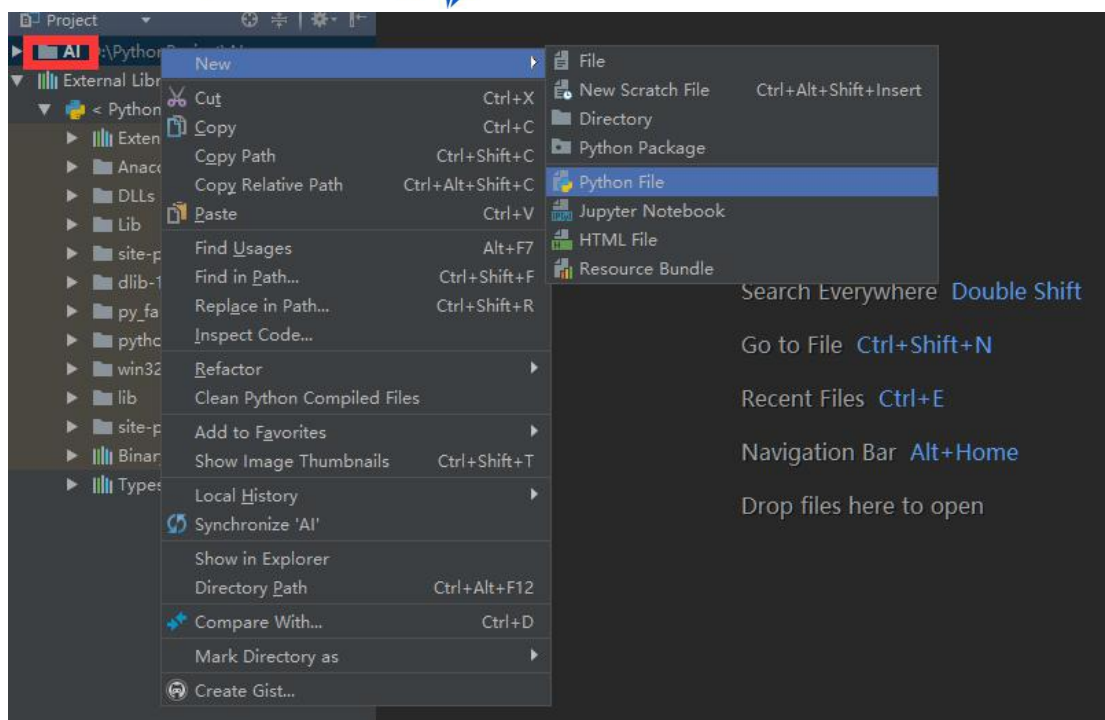 Project
AI :\Python
External Libr
< Python
Exten
Anaco
DLLs
Lib
site-p
dlib-1
py_fa
pytho
win32
lib
site-p
Binar
Types
New
Cut Ctrl+X
Copy Ctrl+C
Copy Path Ctrl+Shift+C
Copy Relative Path Ctrl+Alt+Shift+C
Paste Ctrl+V
Find Usages Alt+F7
Find in Path... Ctrl+Shift+F
Replace in Path... Ctrl+Shift+R
Inspect Code...
Refactor
Clean Python Compiled Files
Add to Favorites
Show Image Thumbnails Ctrl+Shift+T
Local History
Synchronize 'AI'
Show in Explorer
Directory Path Ctrl+Alt+F12
Compare With... Ctrl+D
Mark Directory as
Create Gist...
File
New Scratch File Ctrl+Alt+Shift+Insert
Directory
Python Package
Python File
Jupyter Notebook
HTML File
Resource Bundle
Search Everywhere Double Shift
Go to File Ctrl+Shift+N
Recent Files Ctrl+E
Navigation Bar Alt+Home
Drop files here to open